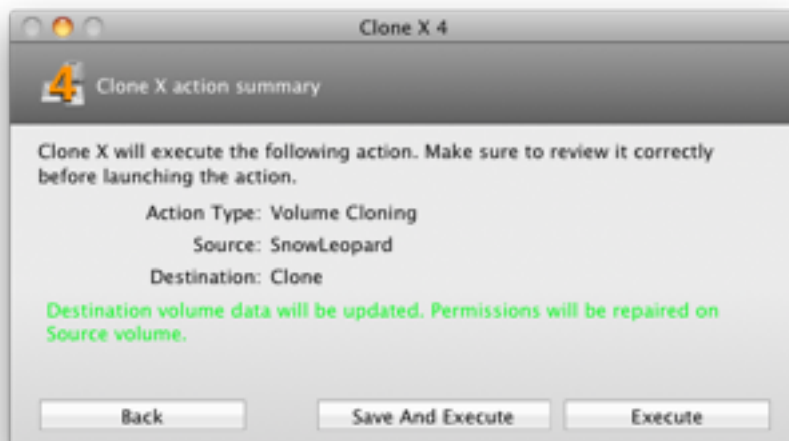 Clone X 4
4 Clone X action summary
Clone X will execute the following action. Make sure to review it correctly
before launching the action.
Action Type: Volume Cloning
Source: SnowLeopard
Destination: Clone
Destination volume data will be updated. Permissions will be repaired on
Source volume.
Back Save And Execute Execute